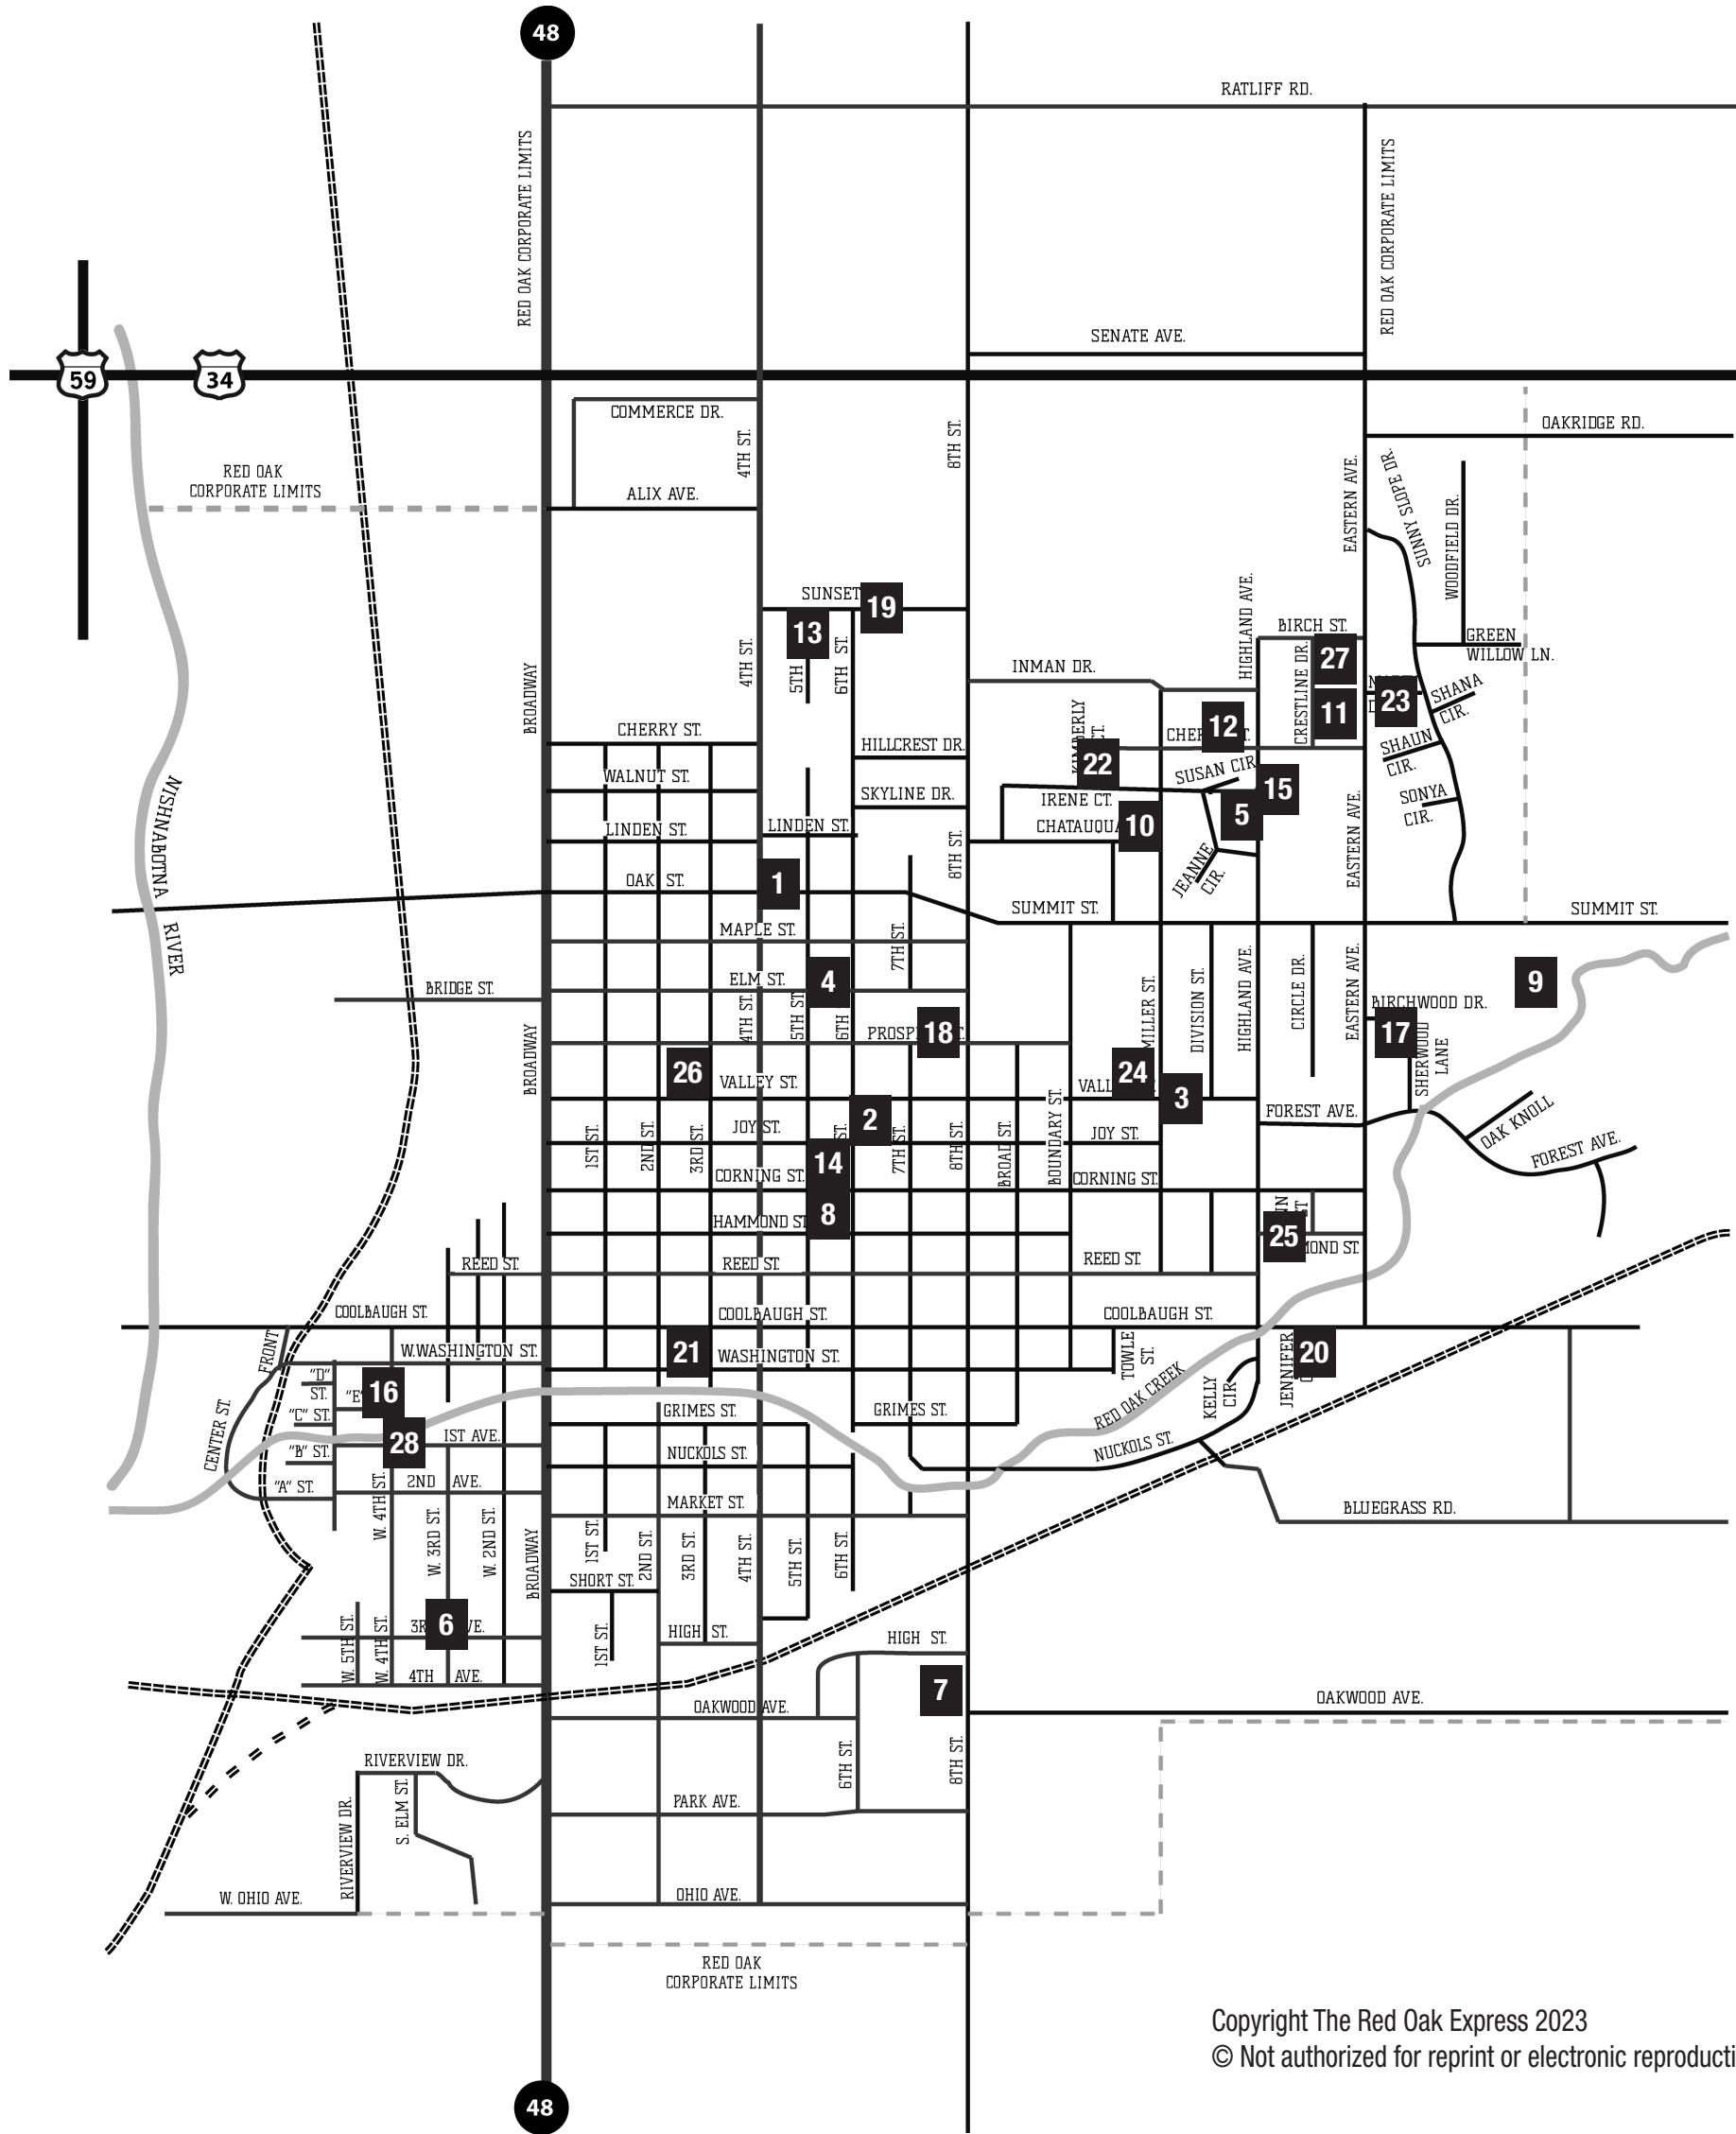 48
RATLIFF RD.
RED OAK CORPORATE LIMITS
RED OAK CORPORATE LIMITS
SENATE AVE.
59
34
COMMERCE DR.
4TH ST.
8TH ST.
OAKRIDGE RD.
RED OAK
CORPORATE LIMITS
ALIX AVE.
EASTERN AVE.
SUNNY SLOPE DR.
WOODFIELD DR.
SUNSET
19
13
5TH
6TH ST.
4TH ST.
BROADWAY
HIGHLAND AVE.
BIRCH ST.
27
GREEN
WILLOW LN.
INMAN DR.
CRESTLINE DR.
11
23
SHANA
CIR.
KIMBERLY
CT.
12
CHERRY ST.
HILLCREST DR.
SHAUN
CIR.
22
SUSAN CIR
15
WALNUT ST.
SKYLINE DR.
IRENE CT.
5
SONYA
CIR.
NISHNABOTNA RIVER
LINDEN ST.
LINDEN ST.
CHATAUQUA
10
8TH ST.
EASTERN AVE.
JEANNE
CIR.
OAK ST.
1
SUMMIT ST.
SUMMIT ST.
MAPLE ST.
7TH ST.
ELM ST.
4
9
BRIDGE ST.
4TH ST.
5TH ST.
6TH
MILLER ST.
DIVISION ST.
HIGHLAND AVE.
CIRCLE DR.
EASTERN AVE.
BIRCHWOOD DR.
17
18
SHERWOOD
LANE
BROADWAY
26
VALLEY ST.
24
3
2
FOREST AVE.
OAK KNOLL
FOREST AVE.
1ST ST.
2ND ST.
3RD ST.
JOY ST.
ST.
7TH ST.
8TH ST.
BROAD ST.
BOUNDARY ST.
JOY ST.
14
CORNING ST.
CORNING ST.
8
HAMMOND ST.
25
MOND ST.
REED ST.
REED ST.
REED ST.
COOLBAUGH ST.
COOLBAUGH ST.
COOLBAUGH ST.
FRONT
W.WASHINGTON ST.
21
WASHINGTON ST.
TOWLE
ST.
JENNIFER
20
"D"
ST.
"E"
16
KELLY
CIR
RED OAK CREEK
"C" ST.
GRIMES ST.
GRIMES ST.
CENTER ST.
28
1ST AVE.
"B" ST.
NUCKOLS ST.
NUCKOLS ST.
"A" ST.
2ND AVE.
MARKET ST.
BLUEGRASS RD.
W. 4TH ST.
W. 3RD ST.
W. 2ND ST.
BROADWAY
1ST ST.
2ND ST.
3RD ST.
4TH ST.
5TH ST.
6TH ST.
SHORT ST.
6
W. 5TH ST.
W. 4TH ST.
1ST ST.
HIGH ST.
HIGH ST.
4TH AVE.
7
OAKWOOD AVE.
OAKWOOD AVE.
RIVERVIEW DR.
6TH ST.
8TH ST.
RIVERVIEW DR.
S. ELM ST.
PARK AVE.
W. OHIO AVE.
OHIO AVE.
RED OAK
CORPORATE LIMITS
48
Copyright The Red Oak Express 2023
© Not authorized for reprint or electronic reproducti